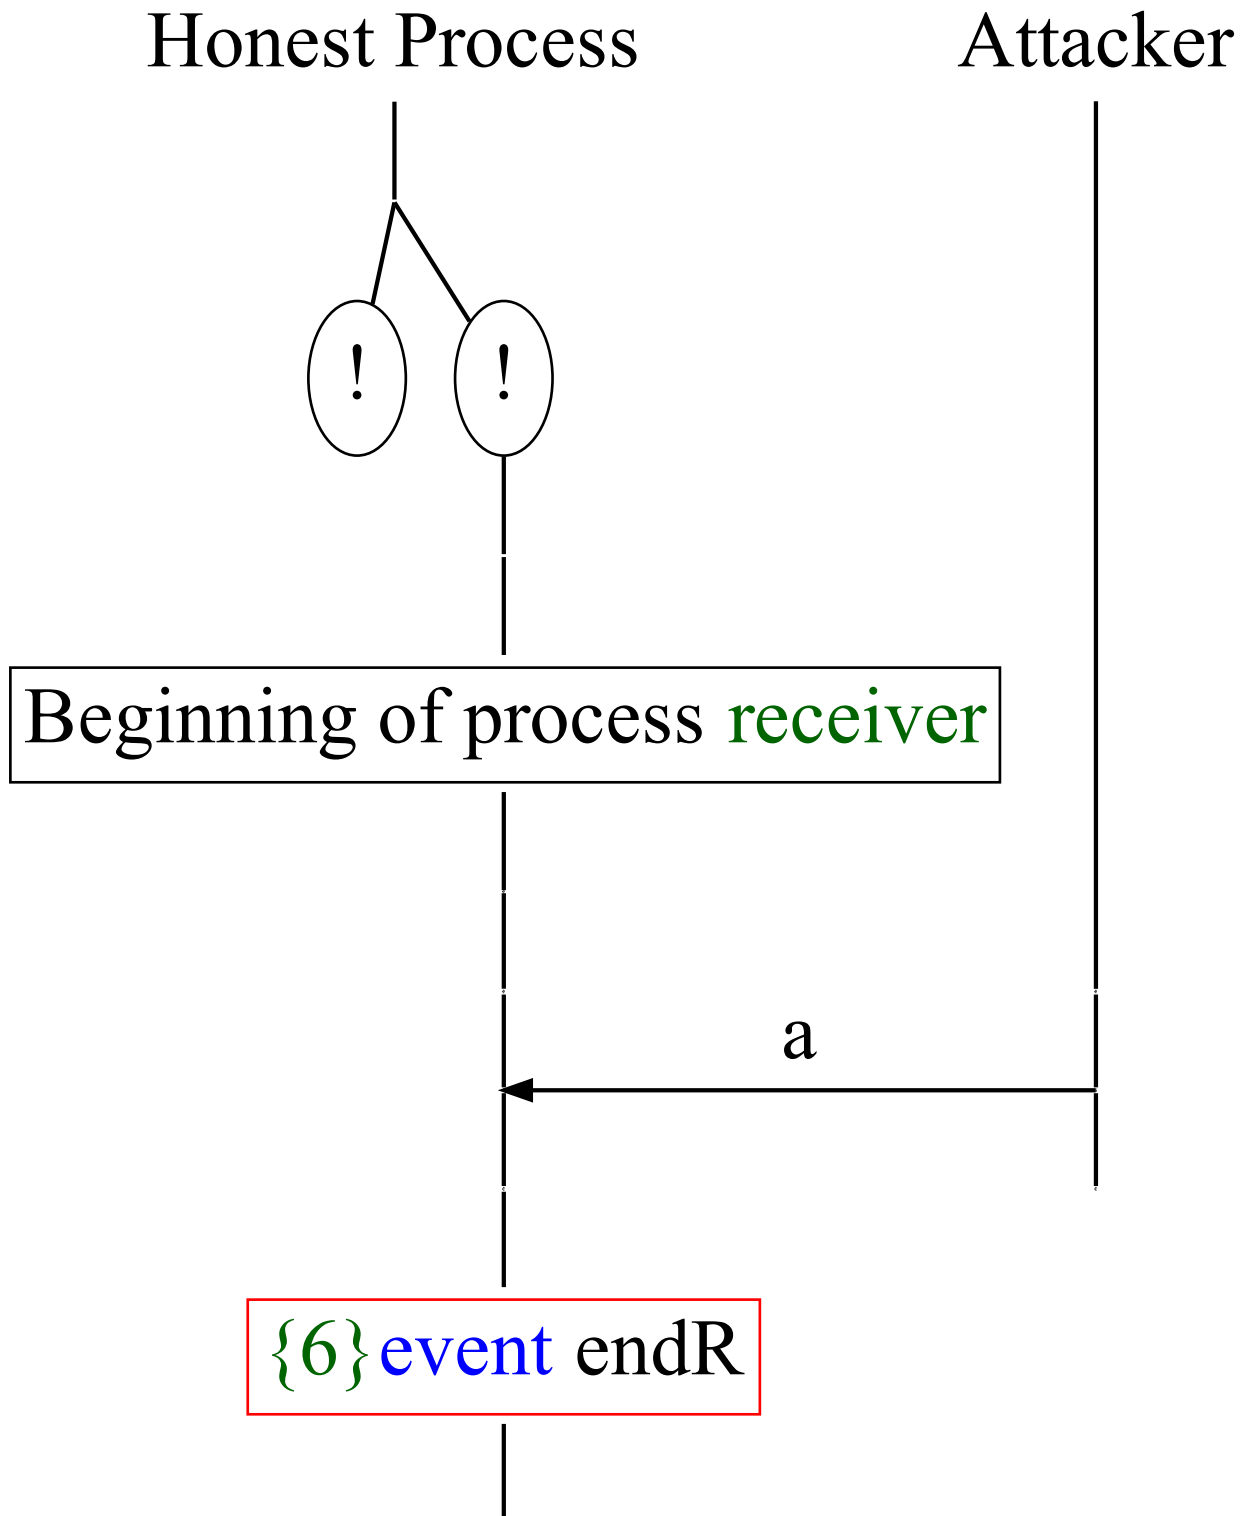 Honest Process Attacker
! !
Beginning of process receiver
a
{6}event endR